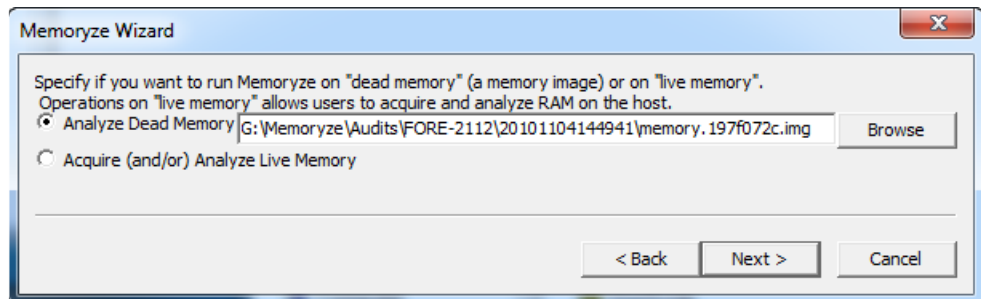 Memoryze Wizard
Specify if you want to run Memoryze on "dead memory" (a memory image) or on "live memory".
Operations on "live memory" allows users to acquire and analyze RAM on the host.
Analyze Dead Memory G:\Memoryze\Audits\FORE-2112\20101104144941\memory.197f072c.img Browse
Acquire (and/or) Analyze Live Memory
< Back Next > Cancel